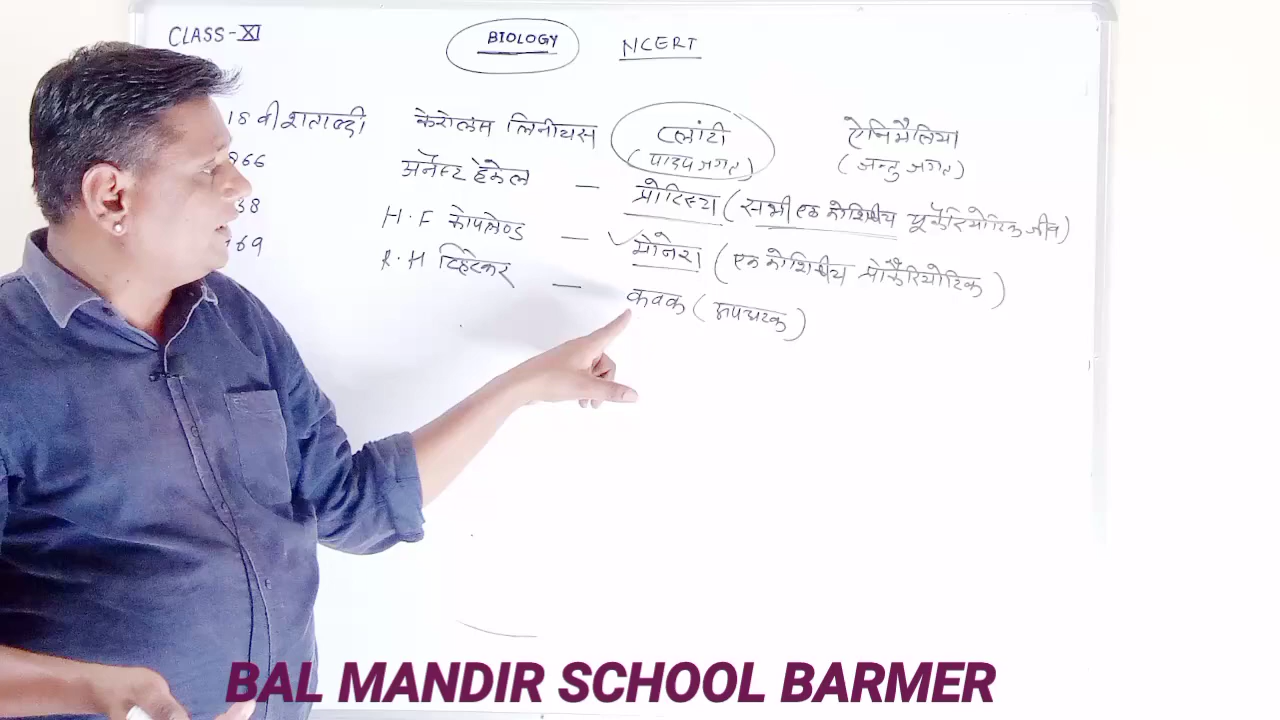 CLASS-XI BIOLOGY NCERT
18 वी शताब्दी केरोलस लिनीयस प्लांटी ऐनिमैलिया
(पादप जगत) (जन्तु जगत)
866 अर्नेस्ट हेकेल — प्रोटिस्टा (सभी एक कोशिकीय यूकैरियोटिक जीव)
38 H.F कोपलेण्ड — ✓मोनेरा (एक कोशिकीय प्रोकैरियोटिक)
69 R.H व्हिटेकर — कवक (अपघटक)
BAL MANDIR SCHOOL BARMER